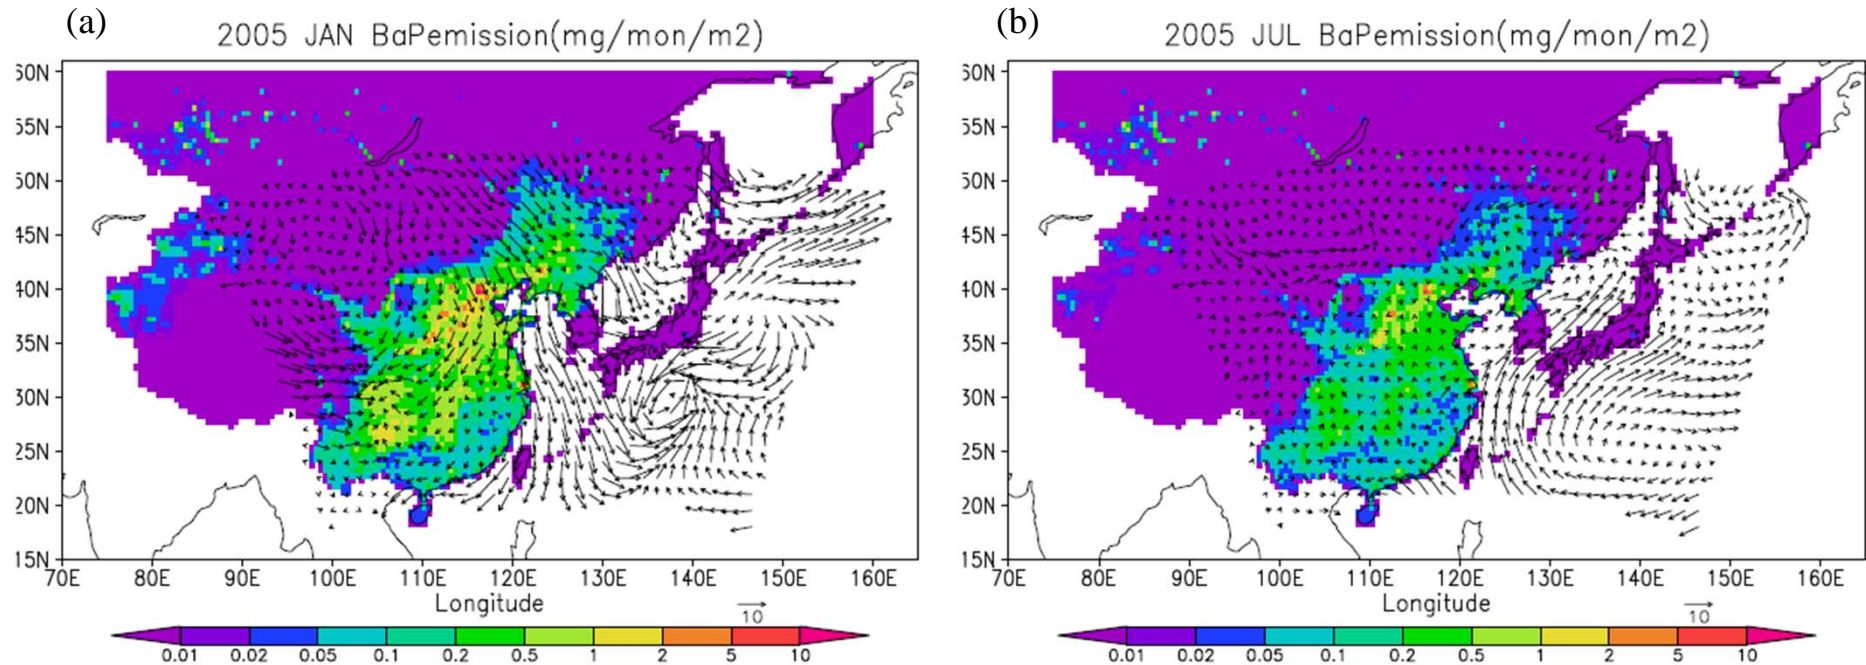 (a)
2005 JAN BaPemission(mg/mon/m2)
60N
55N
50N
45N
40N
35N
30N
25N
20N
15N
70E 80E 90E 100E 110E 120E 130E 140E 150E 160E
Longitude
10
0.01 0.02 0.05 0.1 0.2 0.5 1 2 5 10
(b)
2005 JUL BaPemission(mg/mon/m2)
60N
55N
50N
45N
40N
35N
30N
25N
20N
15N
70E 80E 90E 100E 110E 120E 130E 140E 150E 160E
Longitude
10
0.01 0.02 0.05 0.1 0.2 0.5 1 2 5 10